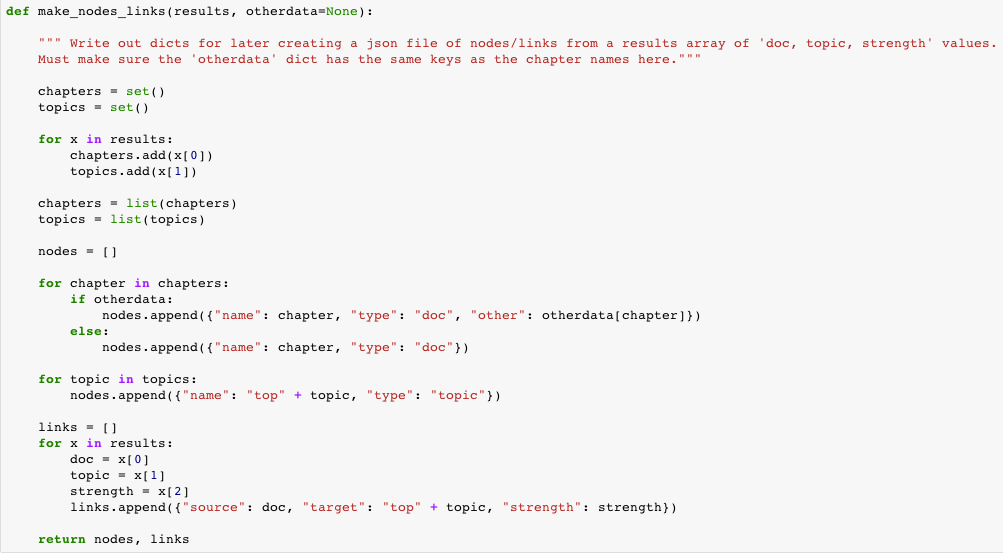 def make_nodes_links(results, otherdata=None):
""" Write out dicts for later creating a json file of nodes/links from a results array of 'doc, topic, strength' values.
Must make sure the 'otherdata' dict has the same keys as the chapter names here."""
chapters = set()
topics = set()
for x in results:
chapters.add(x[0])
topics.add(x[1])
chapters = list(chapters)
topics = list(topics)
nodes = []
for chapter in chapters:
if otherdata:
nodes.append({"name": chapter, "type": "doc", "other": otherdata[chapter]})
else:
nodes.append({"name": chapter, "type": "doc"})
for topic in topics:
nodes.append({"name": "top" + topic, "type": "topic"})
links = []
for x in results:
doc = x[0]
topic = x[1]
strength = x[2]
links.append({"source": doc, "target": "top" + topic, "strength": strength})
return nodes, links